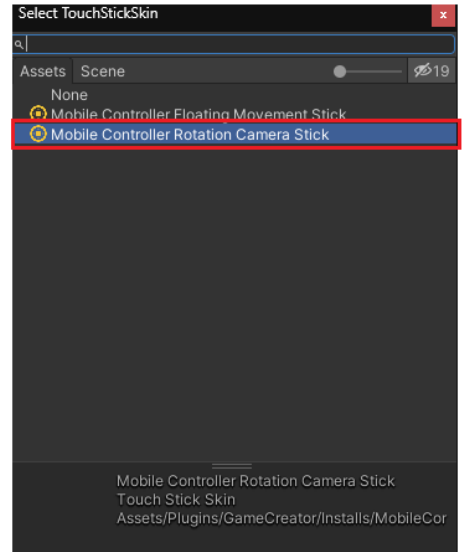 Select TouchStickSkin
x
Assets Scene 19
None
Mobile Controller Floating Movement Stick
Mobile Controller Rotation Camera Stick
Mobile Controller Rotation Camera Stick
Touch Stick Skin
Assets/Plugins/GameCreator/Installs/MobileCor